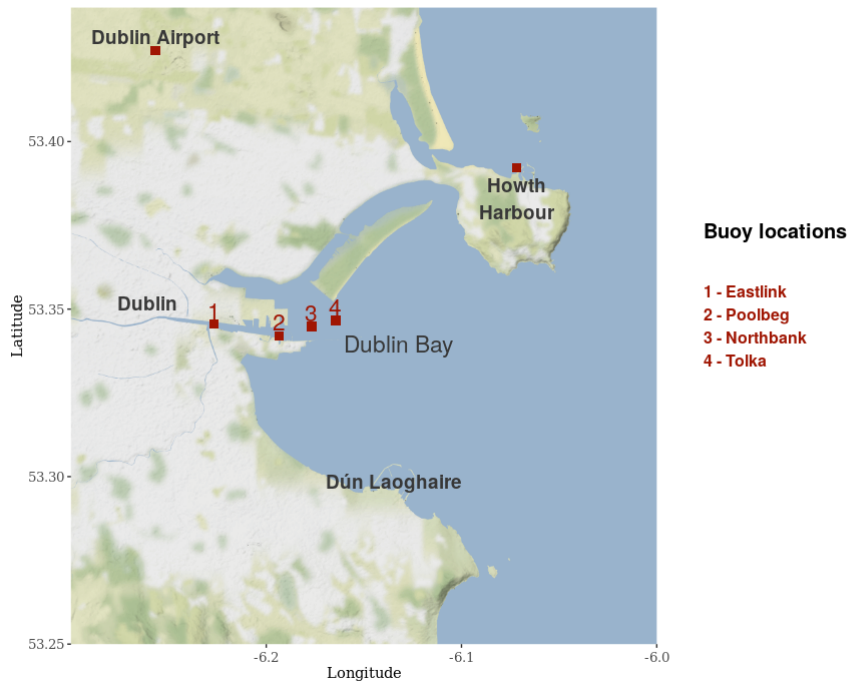 Dublin Airport
53.40
Howth
Harbour
Buoy locations
1 - Eastlink
2 - Poolbeg
3 - Northbank
4 - Tolka
53.35
Dublin
1
2
3
4
Dublin Bay
Latitude
53.30
Dún Laoghaire
53.25
-6.2
-6.1
-6.0
Longitude